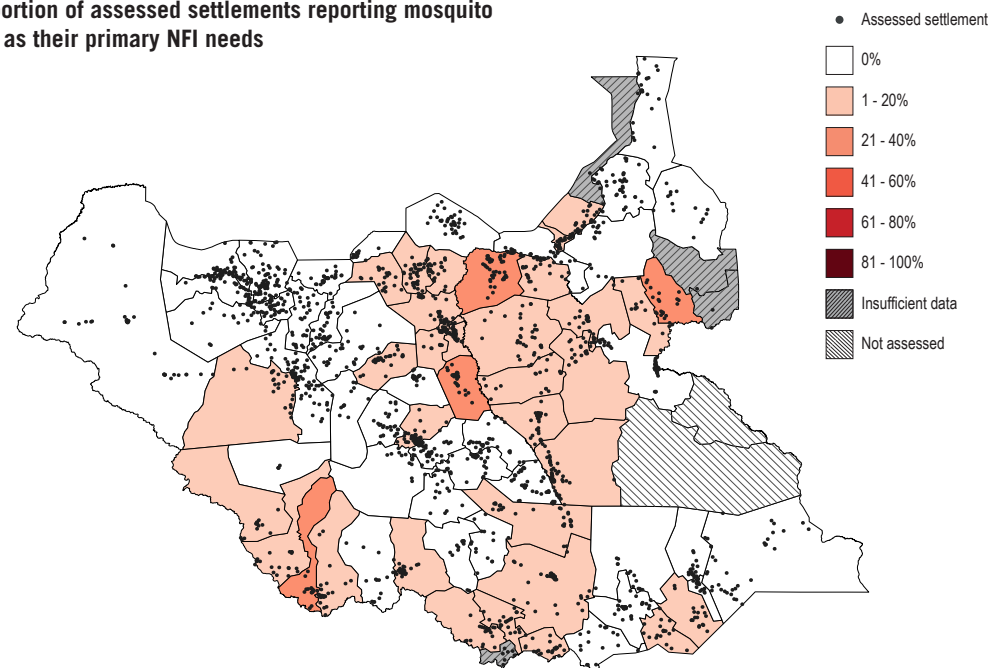 ortion of assessed settlements reporting mosquito
as their primary NFI needs
Assessed settlement
0%
1 - 20%
21 - 40%
41 - 60%
61 - 80%
81 - 100%
Insufficient data
Not assessed